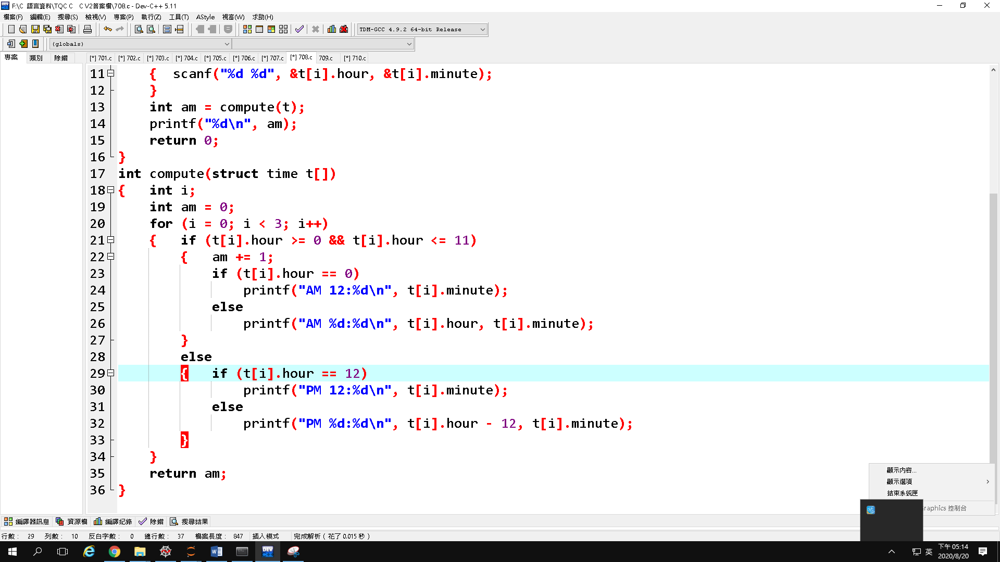 F:\C 語言資料\TQC C   C V2答案檔\708.c - Dev-C++ 5.11
檔案(F) 編輯(E) 搜尋(S) 檢視(V) 專案(P) 執行(Z) 工具(T) AStyle 視窗(W) 求助(H)
TDM-GCC 4.9.2 64-bit Release
(globals)
專案 類別 除錯
[*] 701.c [*] 702.c [*] 703.c [*] 704.c [*] 705.c [*] 706.c [*] 707.c [*] 708.c 709.c [*] 710.c
11     {  scanf("%d %d", &t[i].hour, &t[i].minute);
12     }
13     int am = compute(t);
14     printf("%d\n", am);
15     return 0;
16 }
17 int compute(struct time t[])
18 {   int i;
19     int am = 0;
20     for (i = 0; i < 3; i++)
21     {   if (t[i].hour >= 0 && t[i].hour <= 11)
22         {   am += 1;
23             if (t[i].hour == 0)
24                 printf("AM 12:%d\n", t[i].minute);
25             else
26                 printf("AM %d:%d\n", t[i].hour, t[i].minute);
27         }
28         else
29         {   if (t[i].hour == 12)
30                 printf("PM 12:%d\n", t[i].minute);
31             else
32                 printf("PM %d:%d\n", t[i].hour - 12, t[i].minute);
33         }
34     }
35     return am;
36 }
顯示內容...
顯示選項
結束系统匣
raphics 控制台
編譯器訊息 資源檔 編譯紀錄 除錯 搜尋結果
行數: 29 列數: 10 反白字數: 0 總行數: 37 檔案長度: 847 插入模式 完成解析 ( 花了 0.015 秒 )
DEV
英
下午 05:14
2020/8/20